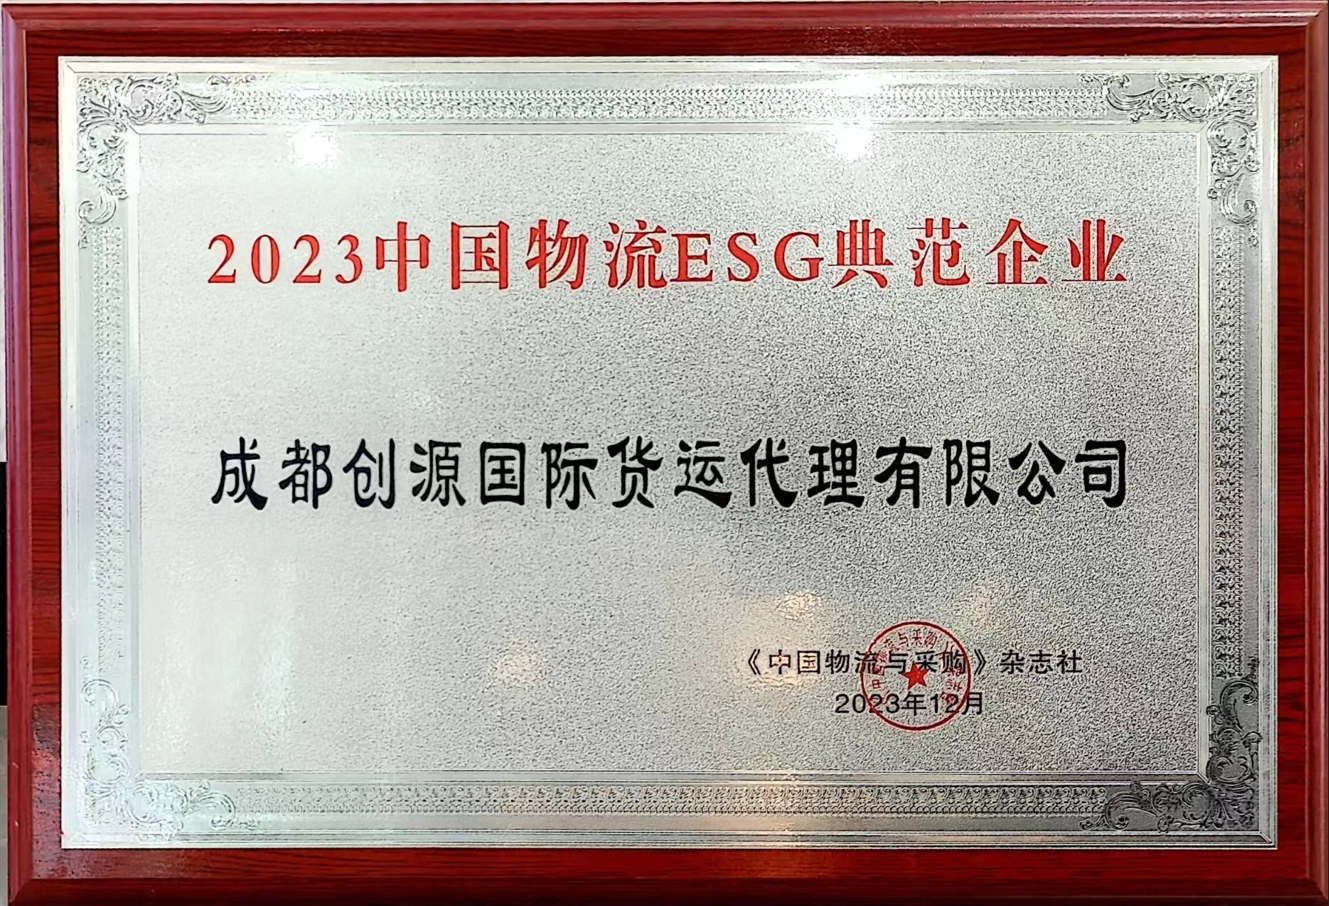 2023中国物流ESG典范企业
成都创源国际货运代理有限公司
《中国物流与采购》杂志社
2023年12月